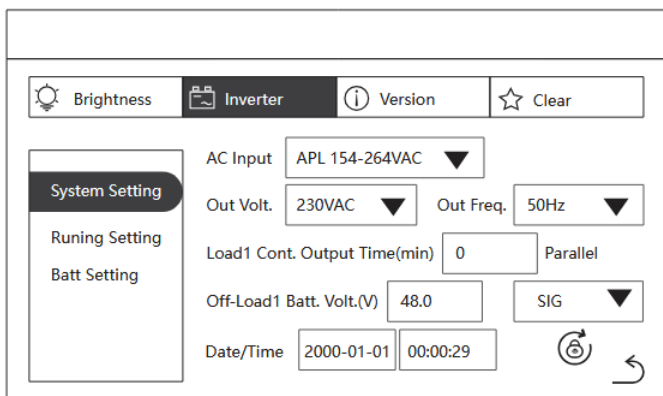 Brightness Inverter Version Clear
AC Input APL 154-264VAC
System Setting
Out Volt. 230VAC Out Freq. 50Hz
Runing Setting
Load1 Cont. Output Time(min) 0 Parallel
Batt Setting
Off-Load1 Batt. Volt.(V) 48.0 SIG
Date/Time 2000-01-01 00:00:29